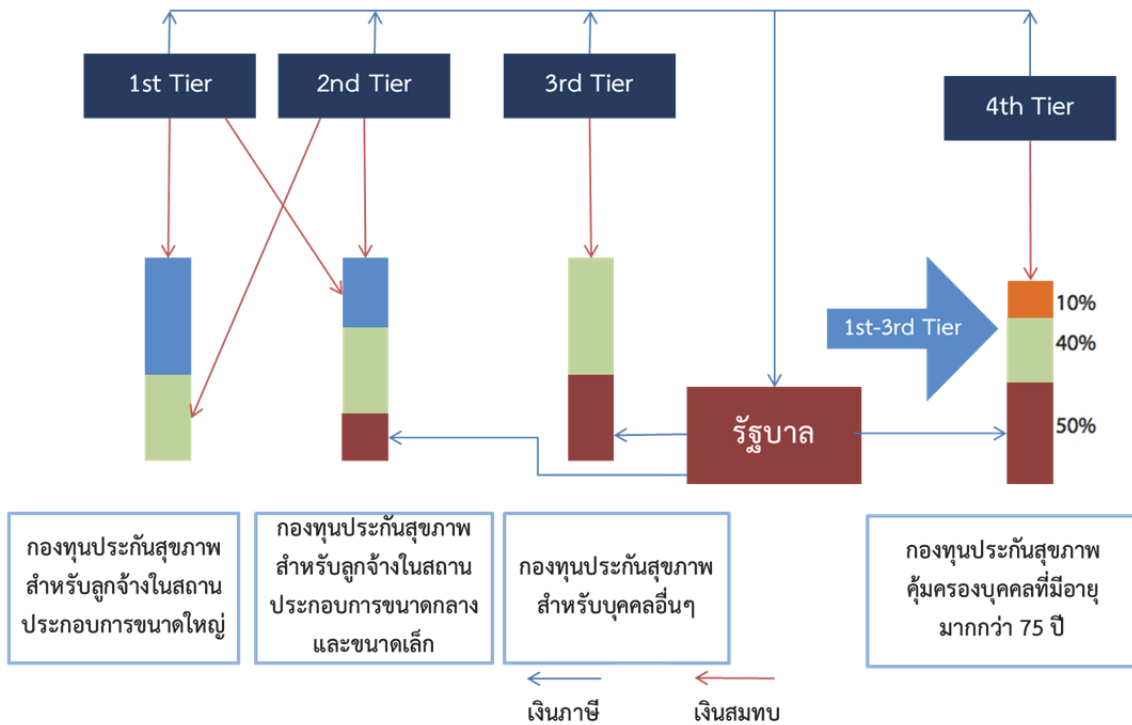 1st Tier
2nd Tier
3rd Tier
4th Tier
1st-3rd Tier
10%
40%
50%
รัฐบาล
กองทุนประกันสุขภาพ
สำหรับลูกจ้างในสถาน
ประกอบการขนาดใหญ่
กองทุนประกันสุขภาพ
สำหรับลูกจ้างในสถาน
ประกอบการขนาดกลาง
และขนาดเล็ก
กองทุนประกันสุขภาพ
สำหรับบุคคลอื่นๆ
กองทุนประกันสุขภาพ
คุ้มครองบุคคลที่มีอายุ
มากกว่า 75 ปี
เงินภาษี
เงินสมทบ